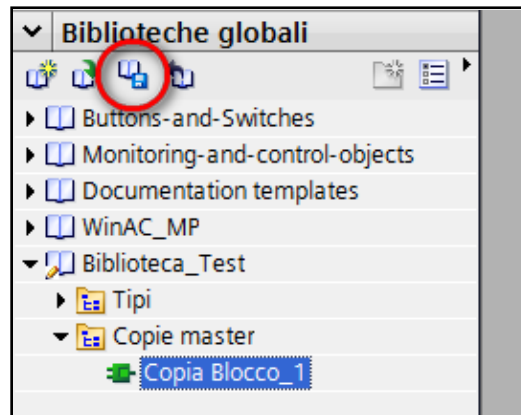 Biblioteche globali
Buttons-and-Switches
Monitoring-and-control-objects
Documentation templates
WinAC_MP
Biblioteca_Test
Tipi
Copie master
Copia Blocco_1